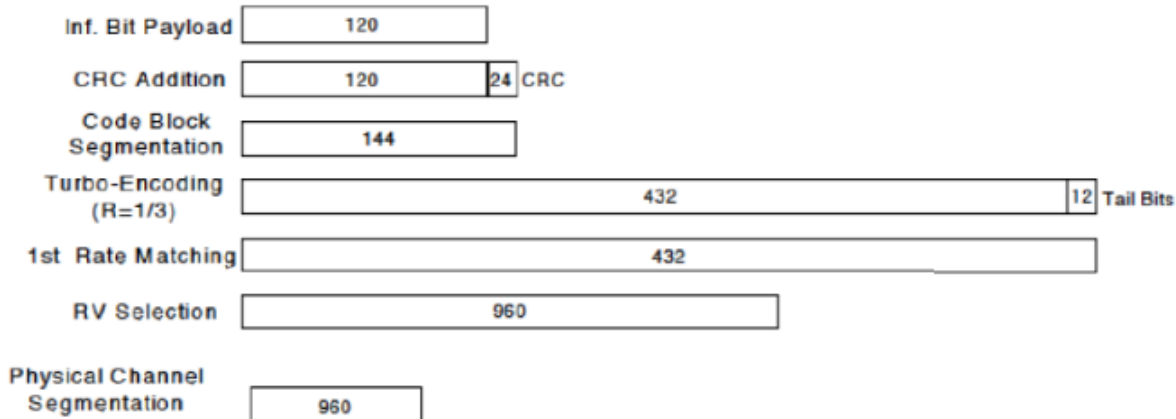 Inf. Bit Payload 120
CRC Addition 120 24 CRC
Code Block
Segmentation 144
Turbo-Encoding
(R=1/3) 432 12 Tail Bits
1st Rate Matching 432
RV Selection 960
Physical Channel
Segmentation 960